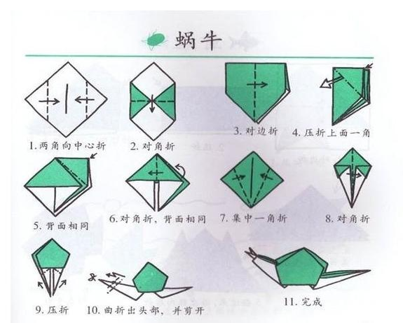 蜗牛
1.两角向中心折
2.对角折
3.对边折
4.压折上面一角
5.背面相同
6.对角折，背面相同
7.集中一角折
8.对角折
9.压折
10.曲折出头部，并剪开
11.完成